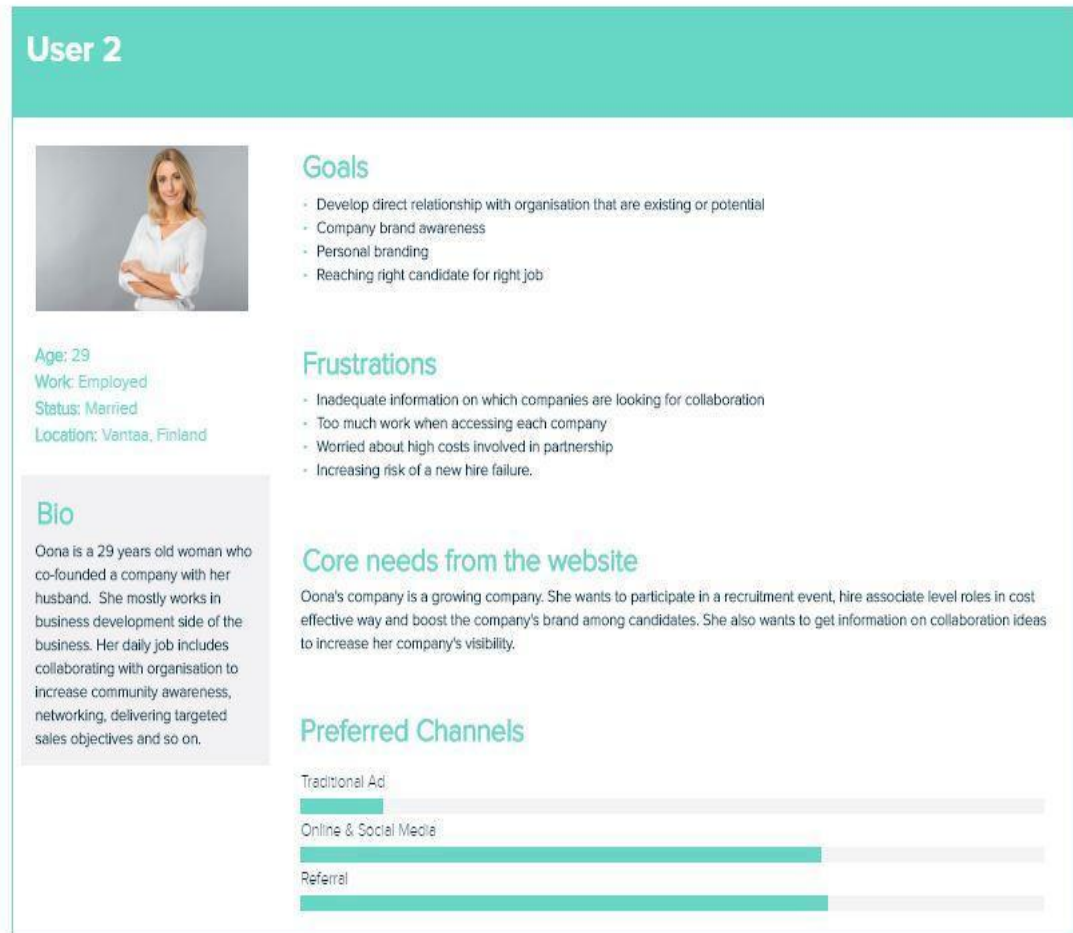 User 2
Age: 29
Work: Employed
Status: Married
Location: Vantaa, Finland
Bio
Oona is a 29 years old woman who
co-founded a company with her
husband. She mostly works in
business development side of the
business. Her daily job includes
collaborating with organisation to
increase community awareness,
networking, delivering targeted
sales objectives and so on.
Goals
- Develop direct relationship with organisation that are existing or potential
- Company brand awareness
- Personal branding
- Reaching right candidate for right job
Frustrations
- Inadequate information on which companies are looking for collaboration
- Too much work when accessing each company
- Worried about high costs involved in partnership
- Increasing risk of a new hire failure.
Core needs from the website
Oona's company is a growing company. She wants to participate in a recruitment event, hire associate level roles in cost
effective way and boost the company's brand among candidates. She also wants to get information on collaboration ideas
to increase her company's visibility.
Preferred Channels
Traditional Ad
Online & Social Media
Referral